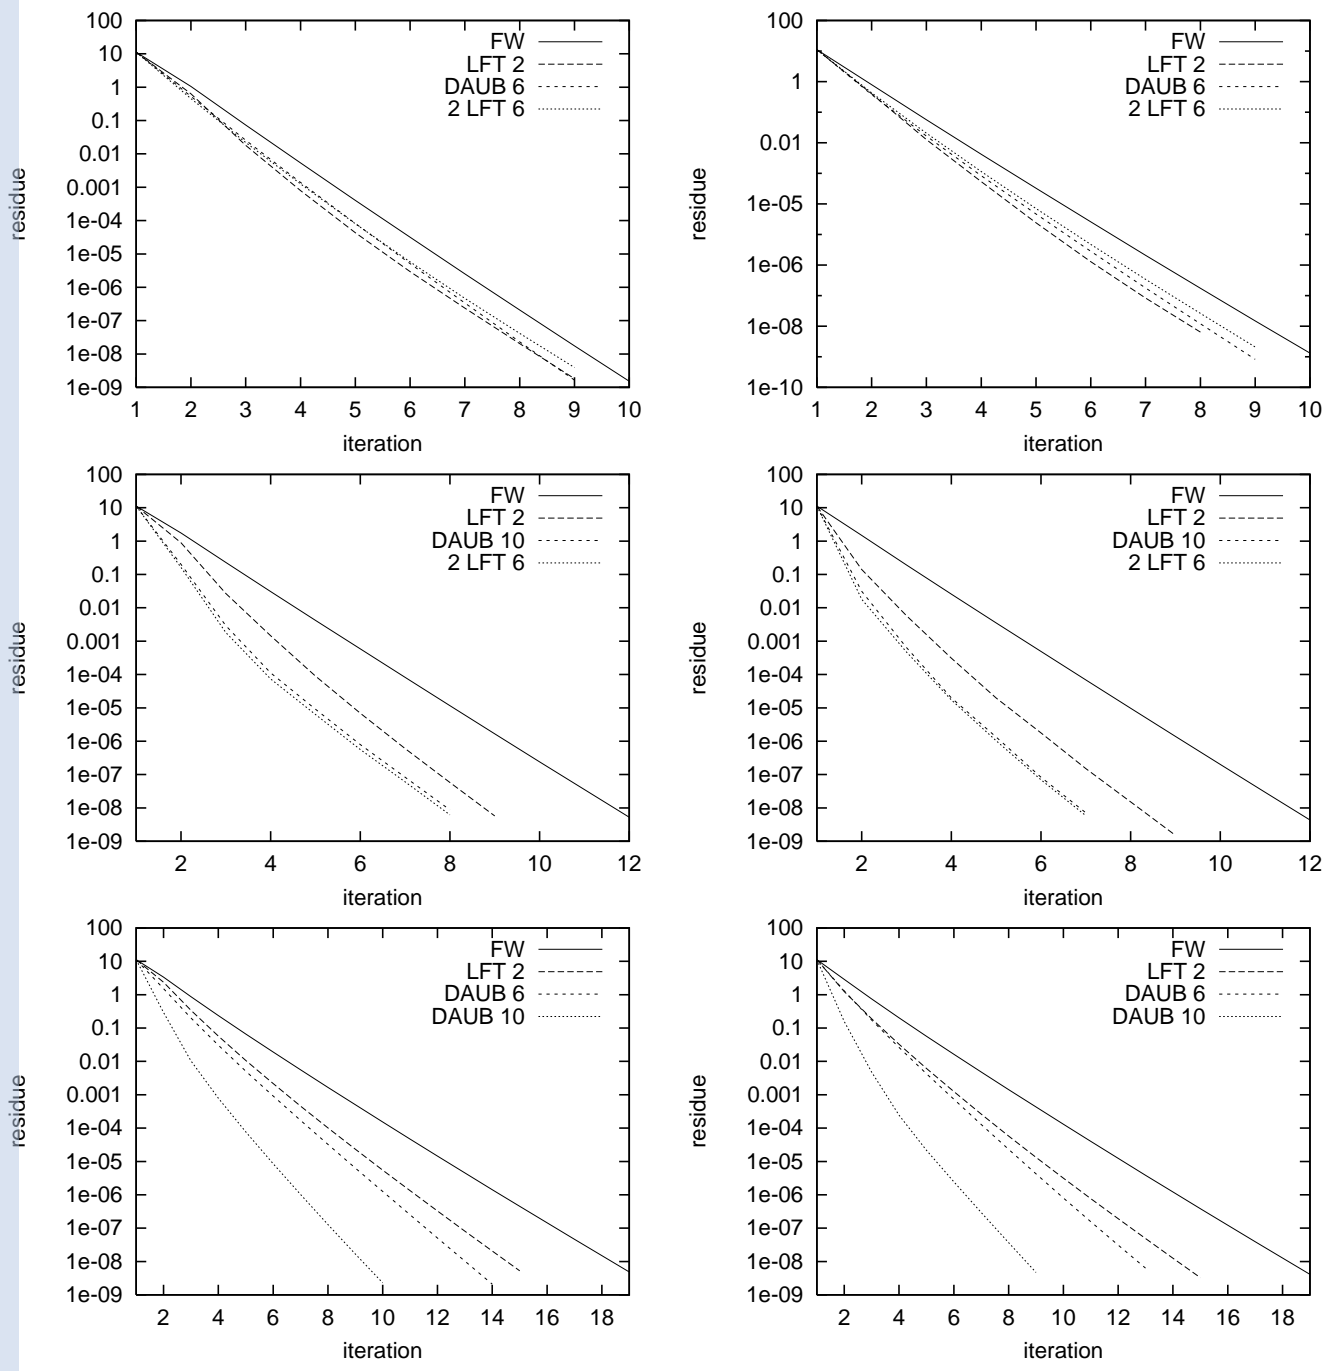 100
10
1
0.1
0.01
0.001
1e-04
1e-05
1e-06
1e-07
1e-08
1e-09
residue
FW
LFT 2
DAUB 6
2 LFT 6
1 2 3 4 5 6 7 8 9 10
iteration
100
1
0.01
1e-05
1e-06
1e-08
1e-10
residue
FW
LFT 2
DAUB 6
2 LFT 6
1 2 3 4 5 6 7 8 9 10
iteration
100
10
1
0.1
0.01
0.001
1e-04
1e-05
1e-06
1e-07
1e-08
1e-09
residue
FW
LFT 2
DAUB 10
2 LFT 6
2 4 6 8 10 12
iteration
100
10
1
0.1
0.01
0.001
1e-04
1e-05
1e-06
1e-07
1e-08
1e-09
residue
FW
LFT 2
DAUB 10
2 LFT 6
2 4 6 8 10 12
iteration
100
10
1
0.1
0.01
0.001
1e-04
1e-05
1e-06
1e-07
1e-08
1e-09
residue
FW
LFT 2
DAUB 6
DAUB 10
2 4 6 8 10 12 14 16 18
iteration
100
10
1
0.1
0.01
0.001
1e-04
1e-05
1e-06
1e-07
1e-08
1e-09
residue
FW
LFT 2
DAUB 6
DAUB 10
2 4 6 8 10 12 14 16 18
iteration